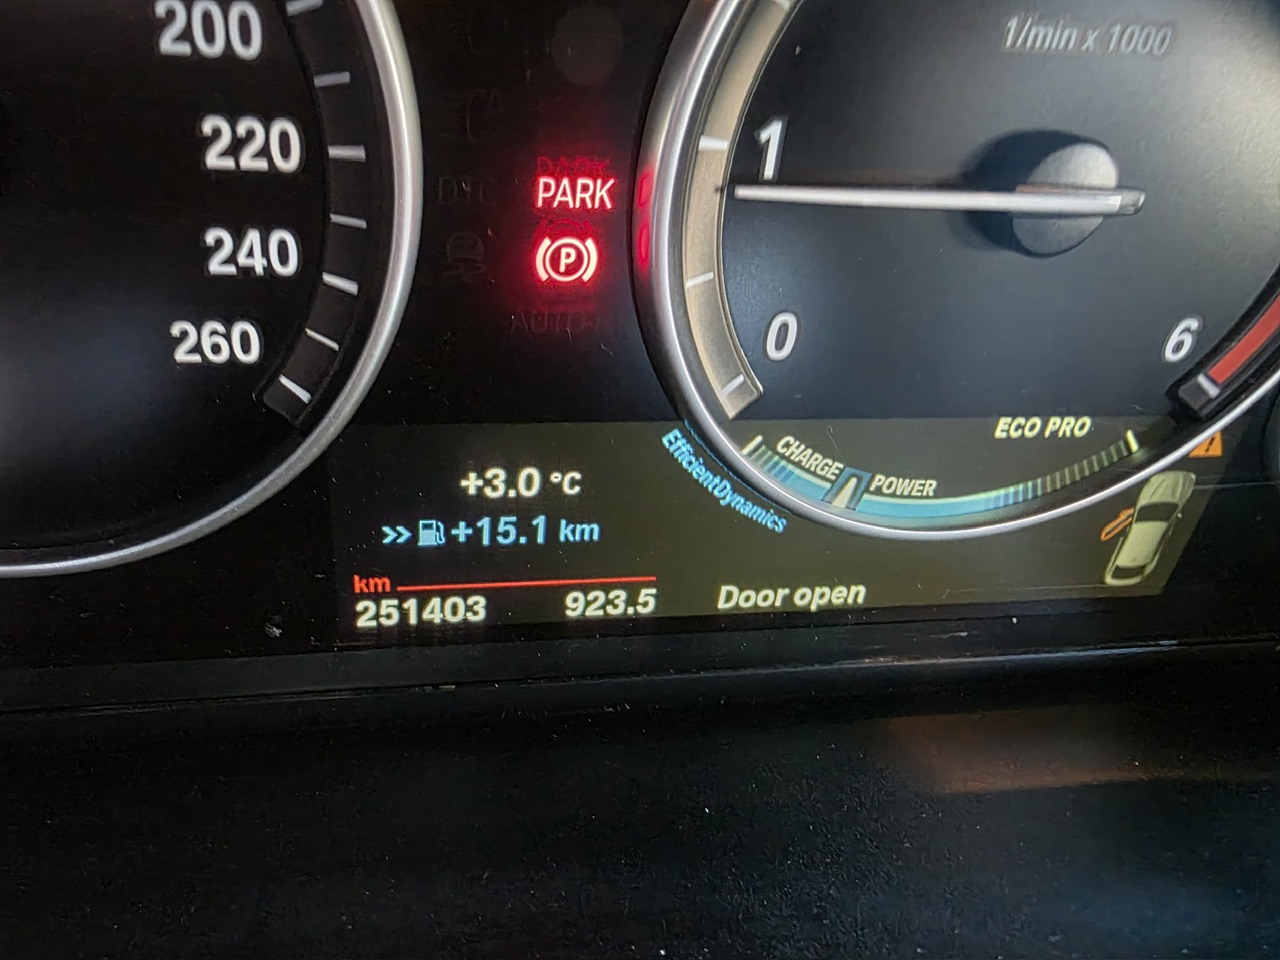 200
220
240
260
PARK
P
1/min x 1000
1
0
6
ECO PRO
CHARGE
POWER
EfficientDynamics
+3.0 °C
>> +15.1 km
km
251403 923.5
Door open